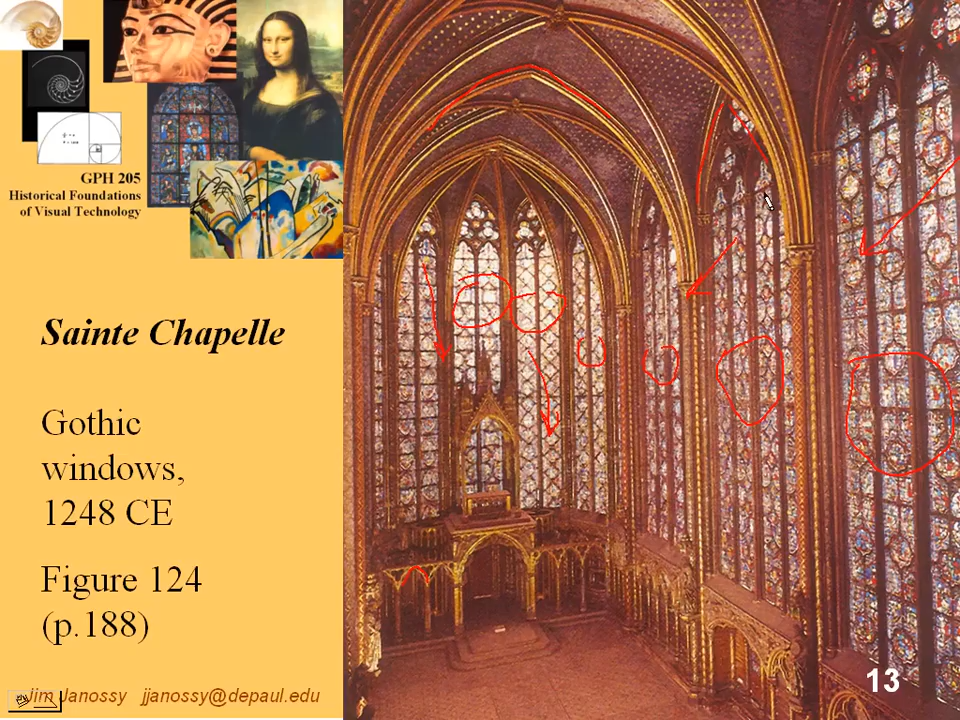 GPH 205
Historical Foundations
of Visual Technology
Sainte Chapelle
Gothic
windows,
1248 CE
Figure 124
(p.188)
Jim Janossy jjanossy@depaul.edu
13